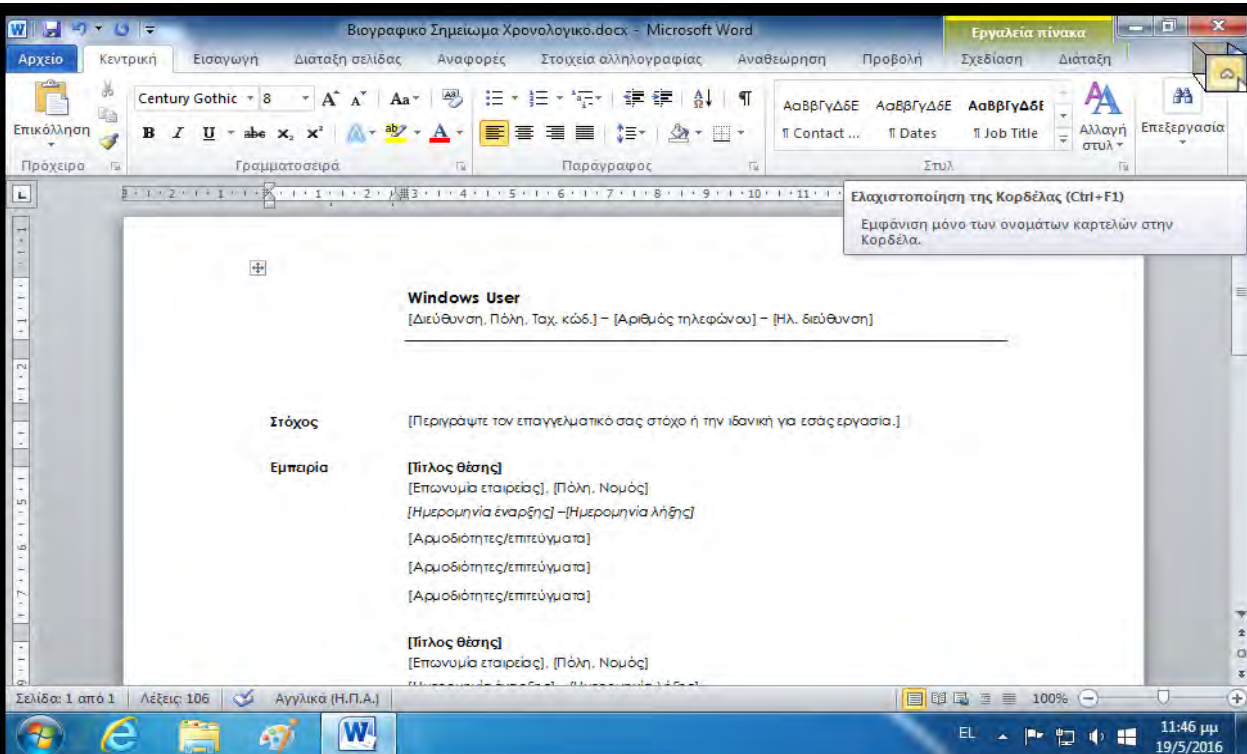 Βιογραφικο Σημείωμα Χρονολογικο.docx - Microsoft Word
Εργαλεία πίνακα
Αρχείο Κεντρική Εισαγωγή Διάταξη σελίδας Αναφορές Στοιχεία αλληλογραφίας Αναθεώρηση Προβολή Σχεδίαση Διάταξη
Century Gothic 8
Επικόλληση
ΑαΒβΓγΔδΕ ΑαΒβΓγΔδΕ ΑαΒβΓγΔδΕ
¶ Contact ... ¶ Dates ¶ Job Title
Αλλαγή στυλ
Επεξεργασία
Πρόχειρο Γραμματοσειρά Παράγραφος Στυλ
Ελαχιστοποίηση της Κορδέλας (Ctrl+F1)
Εμφάνιση μόνο των ονομάτων καρτελών στην
Κορδέλα.
Windows User
[Διεύθυνση, Πόλη, Ταχ. κώδ.] – [Αριθμός τηλεφώνου] – [Ηλ. διεύθυνση]
Στόχος [Περιγράψτε τον επαγγελματικό σας στόχο ή την ιδανική για εσάς εργασία.]
Εμπειρία [Τίτλος θέσης]
[Επωνυμία εταιρείας], [Πόλη, Νομός]
[Ημερομηνία έναρξης] –[Ημερομηνία λήξης]
[Αρμοδιότητες/επιτεύγματα]
[Αρμοδιότητες/επιτεύγματα]
[Αρμοδιότητες/επιτεύγματα]
[Τίτλος θέσης]
[Επωνυμία εταιρείας], [Πόλη, Νομός]
Σελίδα: 1 από 1 Λέξεις: 106 Αγγλικά (Η.Π.Α.) 100%
EL 11:46 μμ
19/5/2016